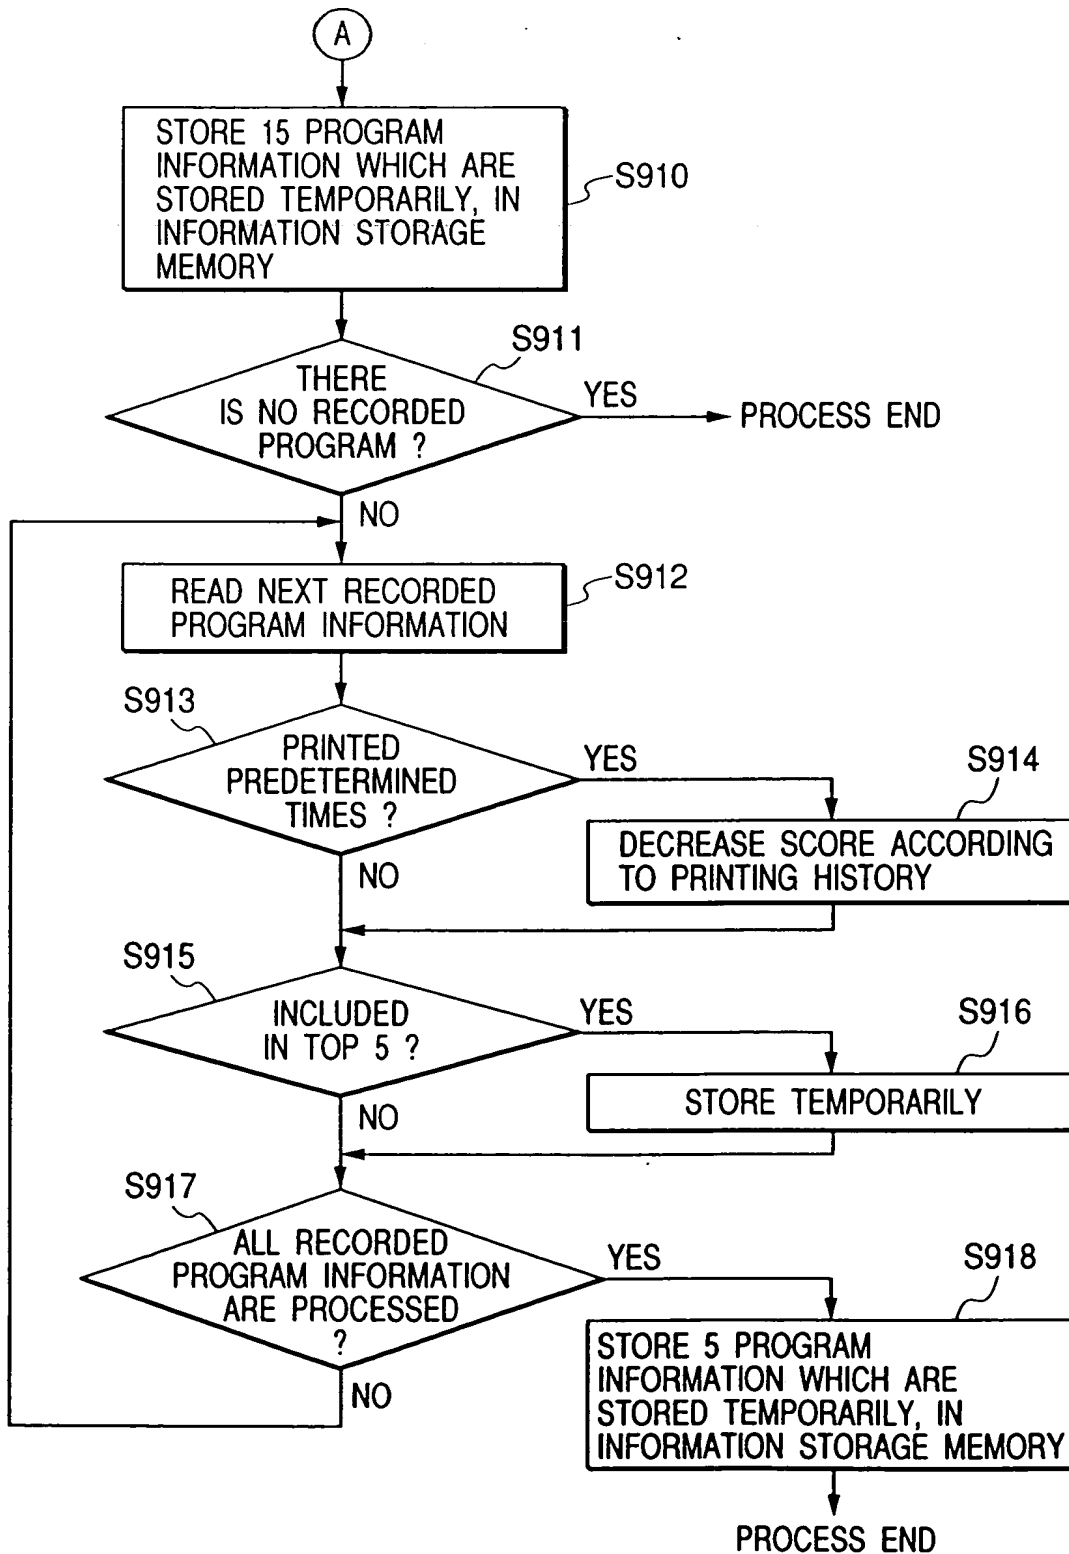 A
STORE 15 PROGRAM
INFORMATION WHICH ARE
STORED TEMPORARILY, IN
INFORMATION STORAGE
MEMORY
S910
S911
THERE
IS NO RECORDED
PROGRAM ?
YES
PROCESS END
NO
S912
READ NEXT RECORDED
PROGRAM INFORMATION
S913
PRINTED
PREDETERMINED
TIMES ?
YES
S914
DECREASE SCORE ACCORDING
TO PRINTING HISTORY
NO
S915
INCLUDED
IN TOP 5 ?
YES
S916
STORE TEMPORARILY
NO
S917
ALL RECORDED
PROGRAM INFORMATION
ARE PROCESSED
?
YES
S918
STORE 5 PROGRAM
INFORMATION WHICH ARE
STORED TEMPORARILY, IN
INFORMATION STORAGE MEMORY
NO
PROCESS END